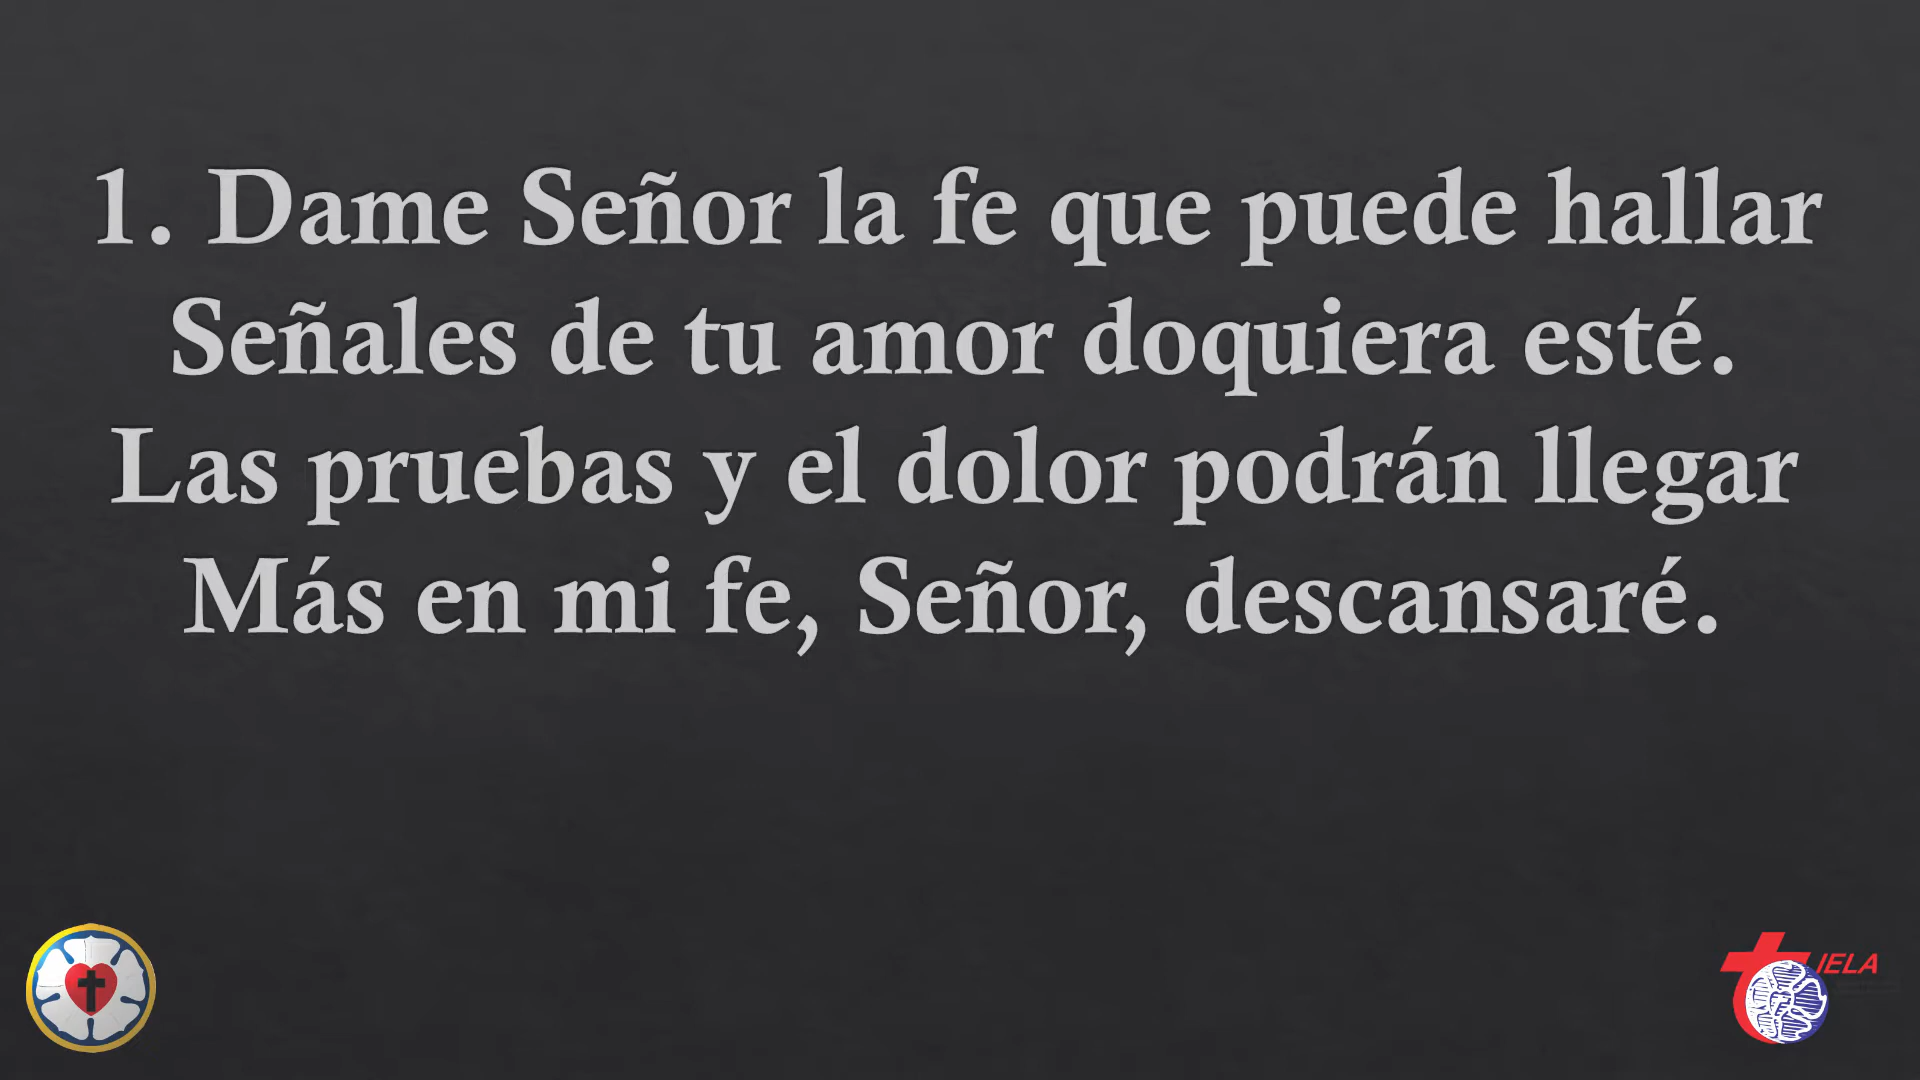 1. Dame Señor la fe que puede hallar
Señales de tu amor doquiera esté.
Las pruebas y el dolor podrán llegar
Más en mi fe, Señor, descansaré.
IELA